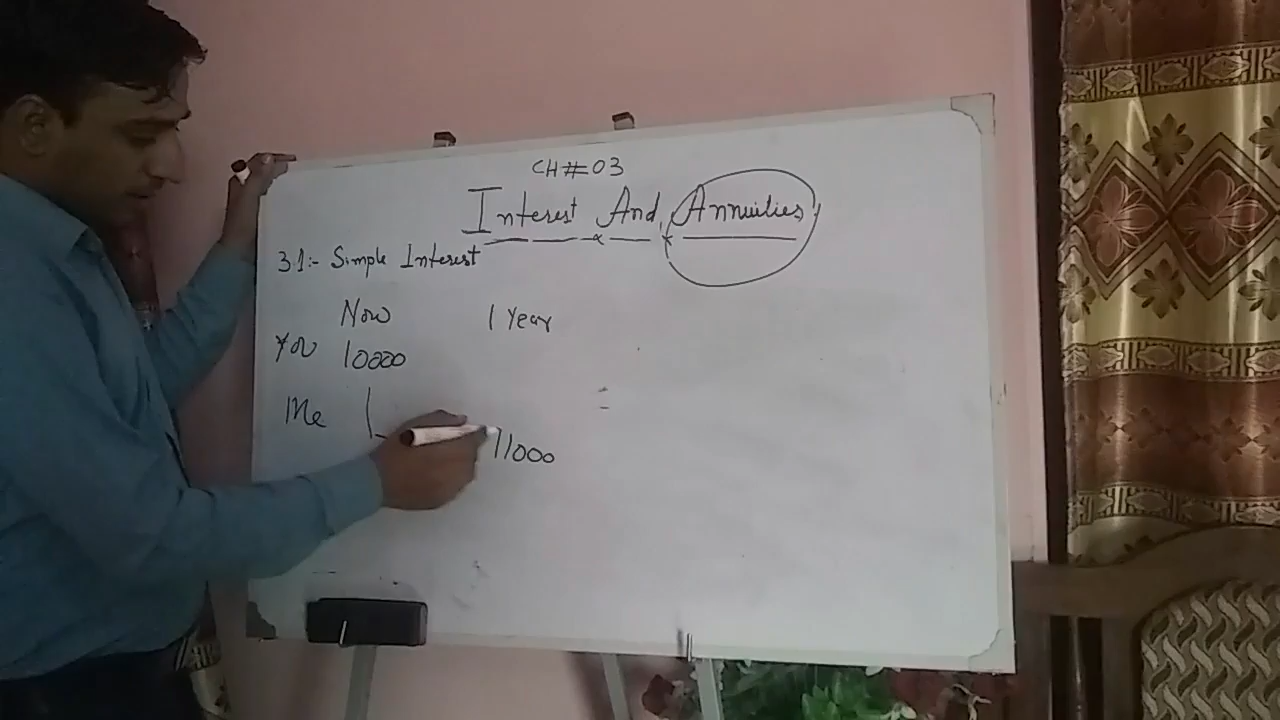 CH#03
Interest And Annuities
3.1:- Simple Interest
Now 1 Year
You 10000
Me
11000